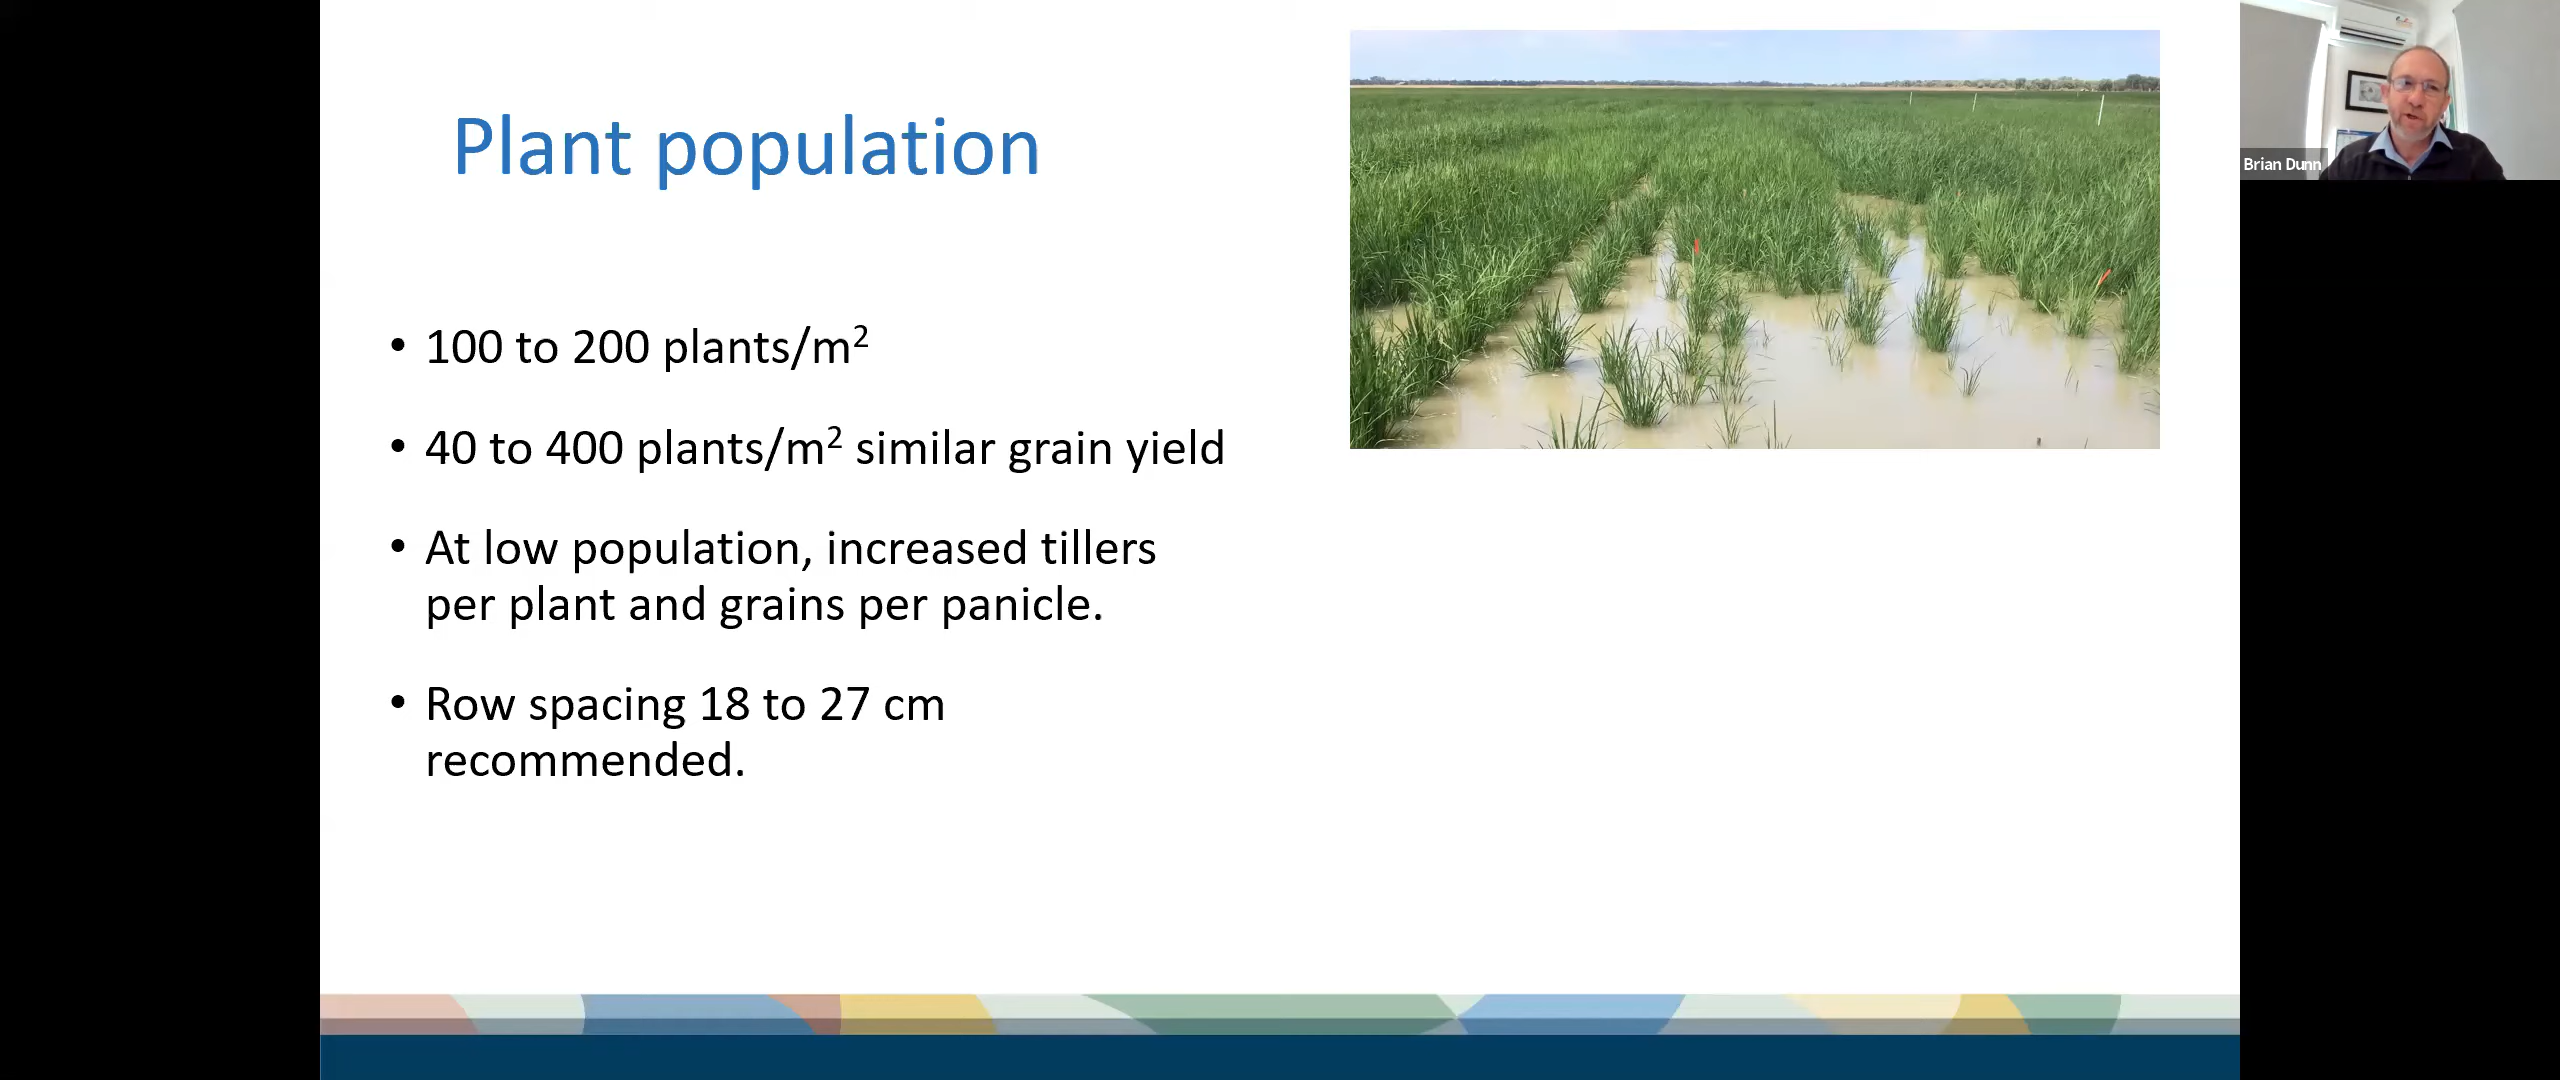 Plant population
• 100 to 200 plants/m²
• 40 to 400 plants/m² similar grain yield
• At low population, increased tillers
per plant and grains per panicle.
• Row spacing 18 to 27 cm
recommended.
Brian Dunn